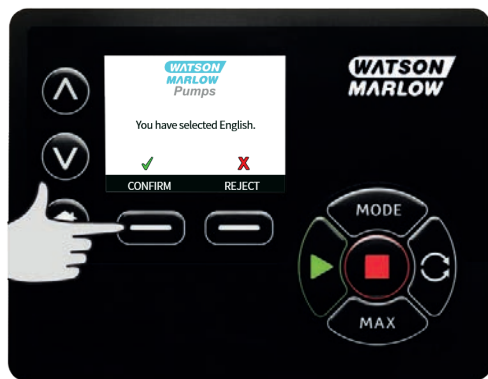 WATSON
MARLOW
Pumps
You have selected English.
CONFIRM REJECT
WATSON
MARLOW
MODE
MAX